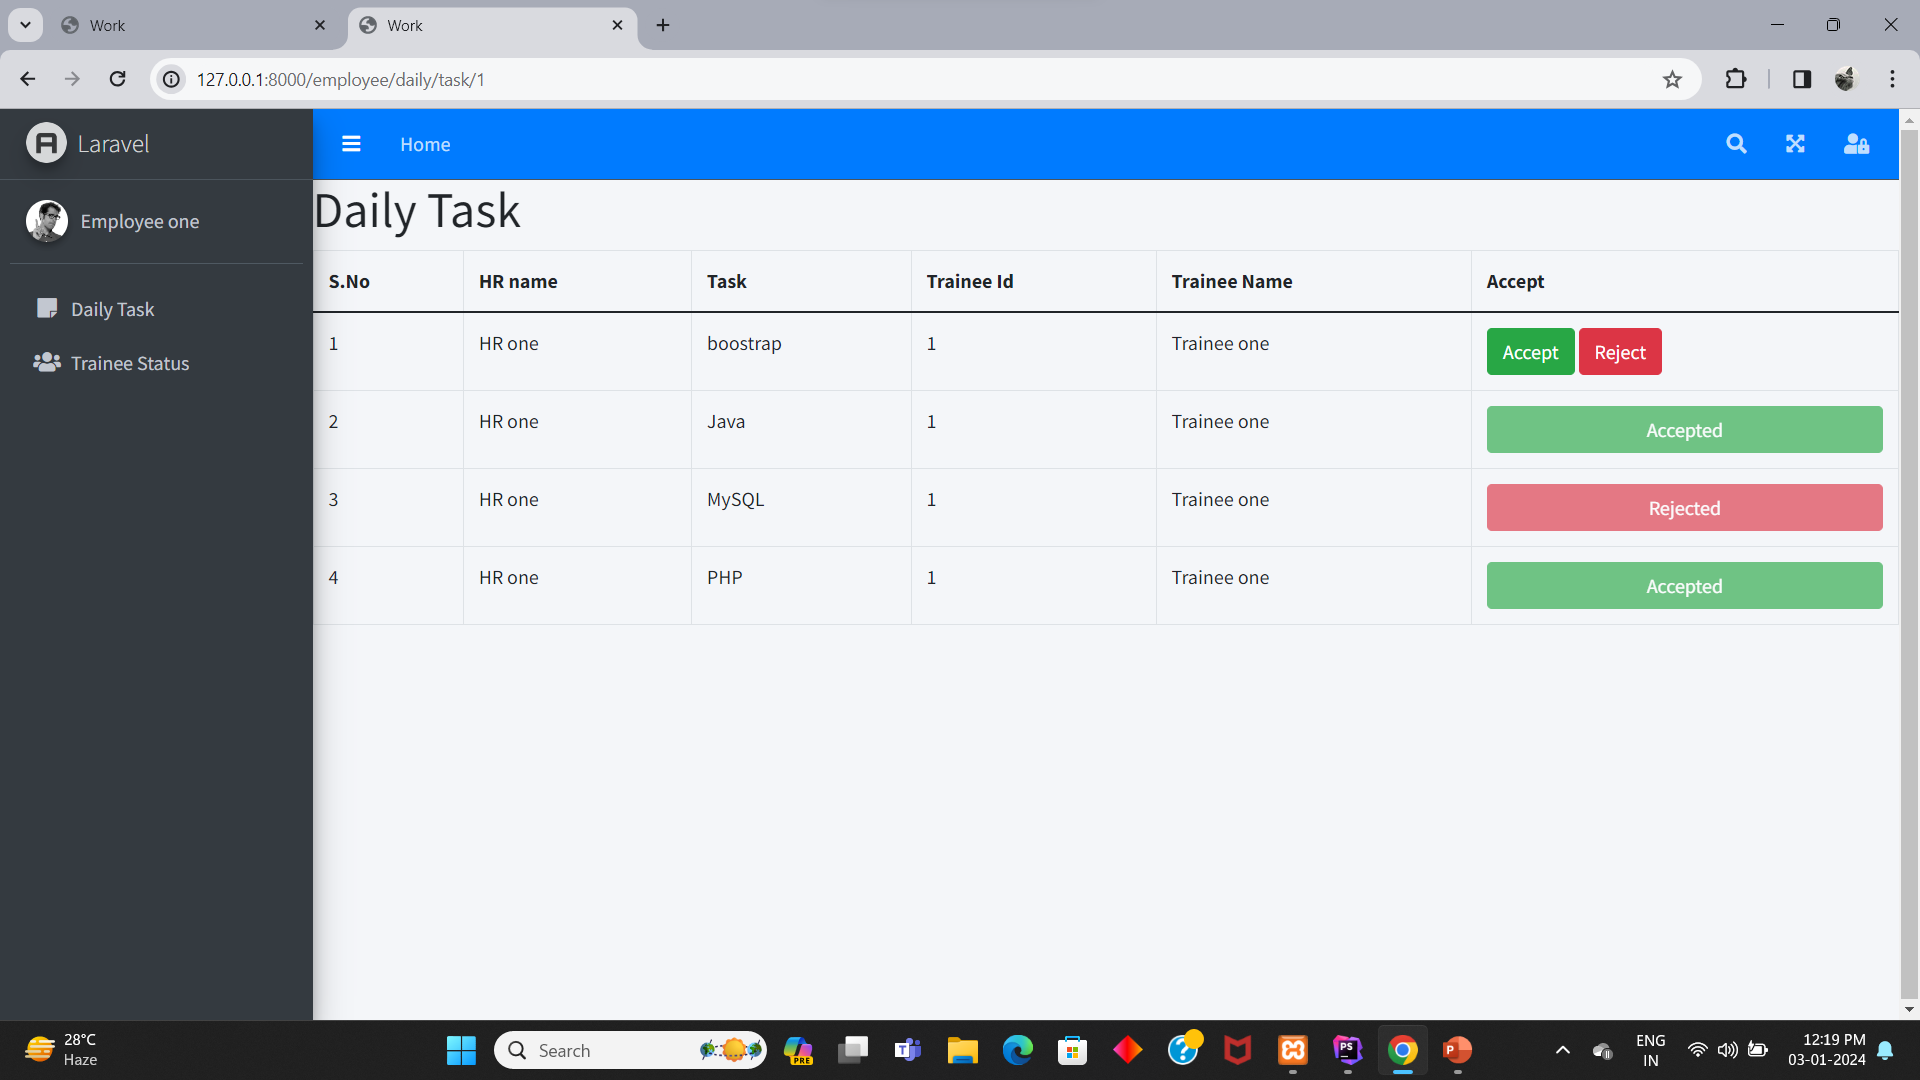 Work
Work
127.0.0.1:8000/employee/daily/task/1
Laravel
Home
Employee one
Daily Task
Trainee Status
Daily Task
S.No HR name Task Trainee Id Trainee Name Accept
1 HR one boostrap 1 Trainee one Accept Reject
2 HR one Java 1 Trainee one Accepted
3 HR one MySQL 1 Trainee one Rejected
4 HR one PHP 1 Trainee one Accepted
28°C
Haze
Search
PRE
T
PS
P
ENG
IN
12:19 PM
03-01-2024